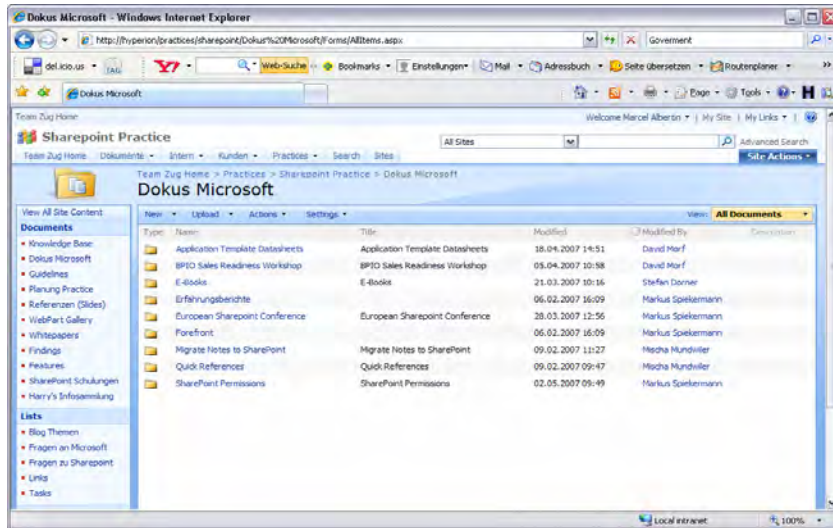 Dokus Microsoft - Windows Internet Explorer
http://hyperion/practices/sharepoint/Dokus%20Microsoft/Forms/AllItems.aspx
Goverment
del.icio.us TAG Y! Web-Suche Bookmarks Einstellungen Mail Adressbuch Seite übersetzen Routenplaner »
Dokus Microsoft
Page Tools H
Team Zug Home
Welcome Marcel Albertin | My Site | My Links |
Sharepoint Practice
All Sites Advanced Search
Team Zug Home Dokumente Intern Kunden Practices Search Sites Site Actions
Team Zug Home > Practices > Sharepoint Practice > Dokus Microsoft
Dokus Microsoft
View All Site Content
New Upload Actions Settings View: All Documents
Documents
Type Name Title Modified Modified By Description
Knowledge Base
Dokus Microsoft
Guidelines
Planung Practice
Referenzen (Slides)
WebPart Gallery
Whitepapers
Findings
Features
SharePoint Schulungen
Harry's Infosammlung
Lists
Blog Themen
Fragen an Microsoft
Fragen zu Sharepoint
Links
Tasks
Application Template Datasheets Application Template Datasheets 18.04.2007 14:51 David Morf
BPIO Sales Readiness Workshop BPIO Sales Readiness Workshop 05.04.2007 10:58 David Morf
E-Books E-Books 21.03.2007 10:16 Stefan Dorner
Erfahrungsberichte 06.02.2007 16:09 Markus Spiekermann
European Sharepoint Conference European Sharepoint Conference 28.03.2007 12:56 Markus Spiekermann
Forefront 06.02.2007 16:09 Markus Spiekermann
Migrate Notes to SharePoint Migrate Notes to SharePoint 09.02.2007 11:27 Mischa Mundwiler
Quick References Quick References 09.02.2007 09:47 Mischa Mundwiler
SharePoint Permissions SharePoint Permissions 02.05.2007 09:49 Markus Spiekermann
Local intranet 100%